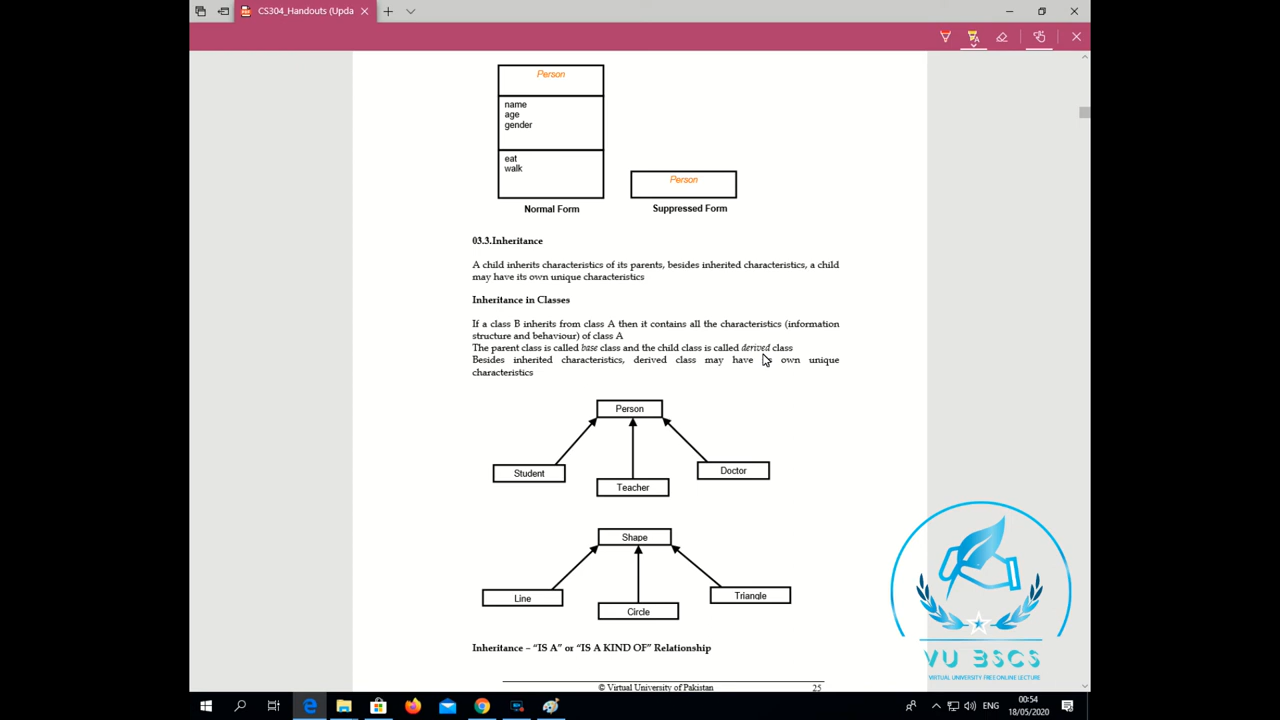 CS304_Handouts (Upda
Person
name
age
gender
eat
walk
Person
Normal Form
Suppressed Form
03.3.Inheritance
A child inherits characteristics of its parents, besides inherited characteristics, a child
may have its own unique characteristics
Inheritance in Classes
If a class B inherits from class A then it contains all the characteristics (information
structure and behaviour) of class A
The parent class is called base class and the child class is called derived class
Besides inherited characteristics, derived class may have its own unique
characteristics
Person
Student
Teacher
Doctor
Shape
Line
Circle
Triangle
Inheritance – “IS A” or “IS A KIND OF” Relationship
© Virtual University of Pakistan 25
VU BSCS
VIRTUAL UNIVERSITY FREE ONLINE LECTURE
ENG
00:54
18/05/2020